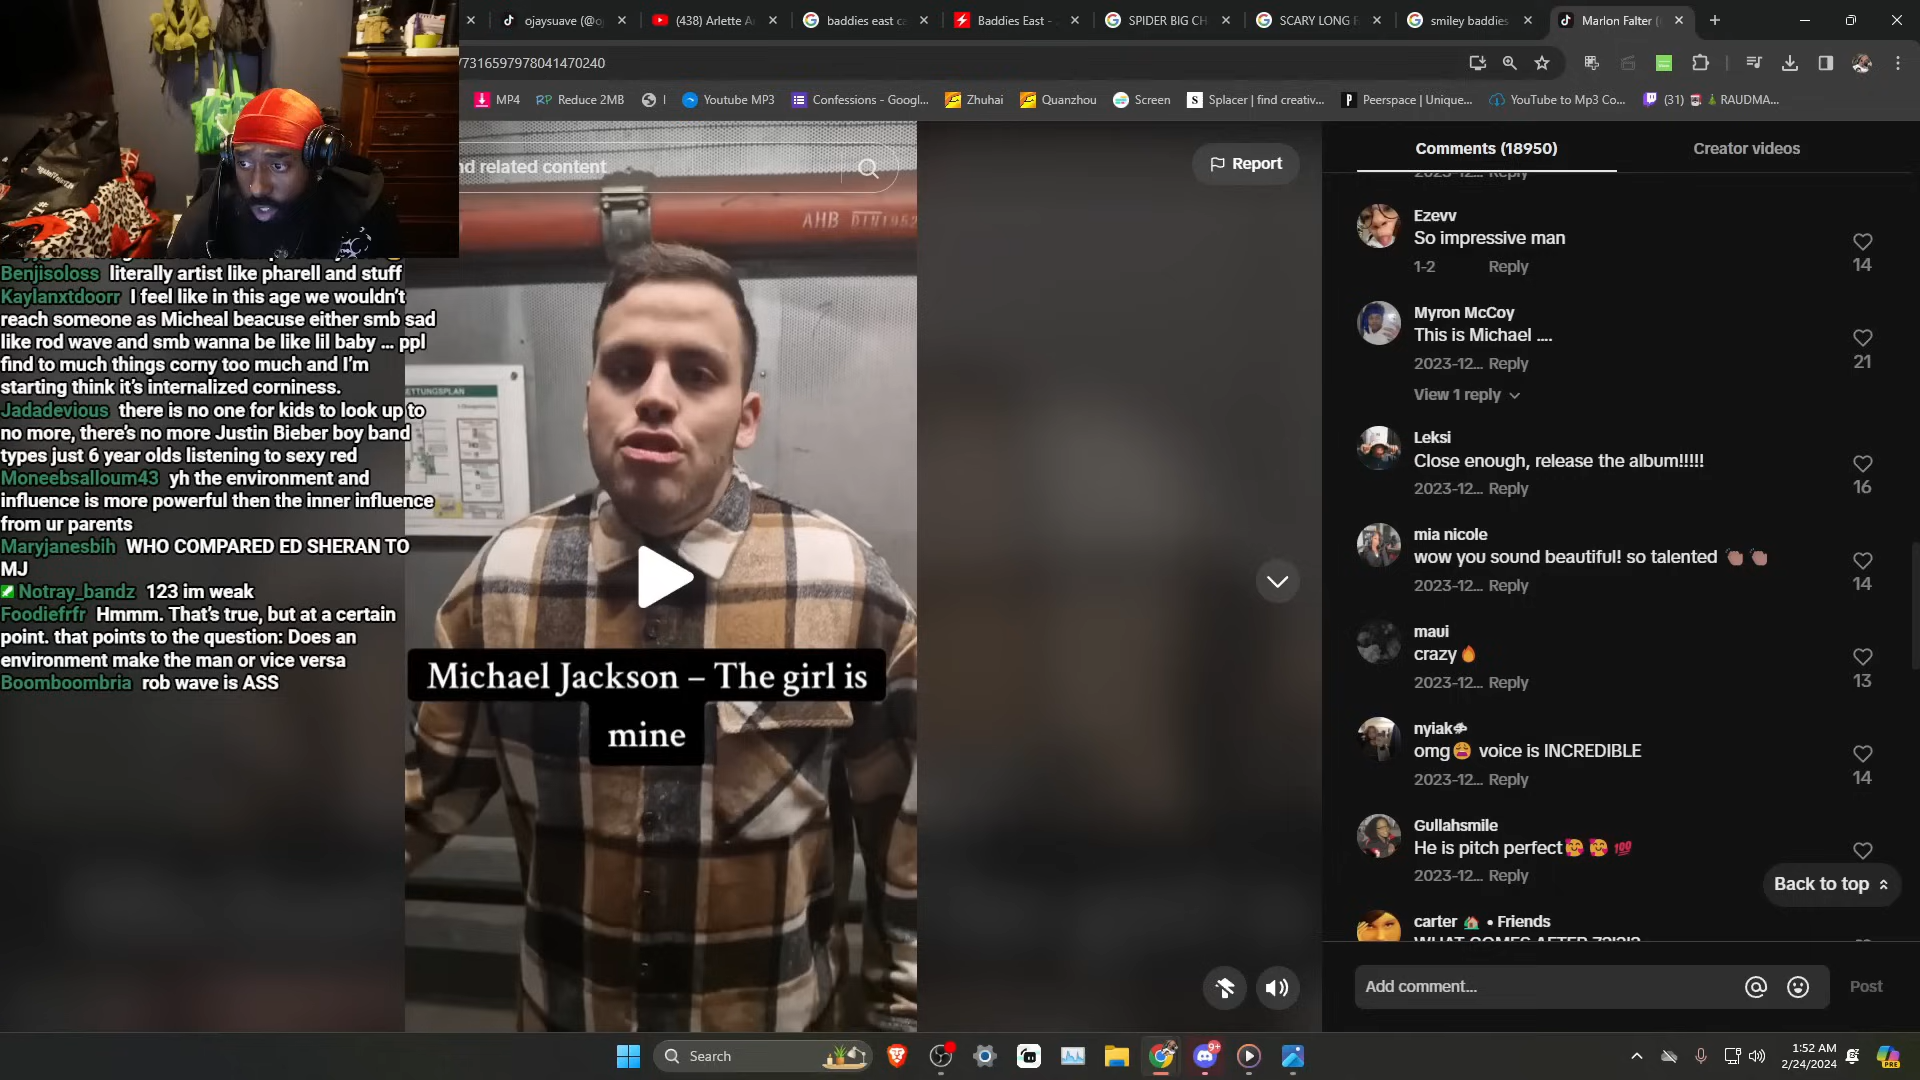 ojaysuave (@o
(438) Arlette A
baddies east c
Baddies East -
SPIDER BIG CH
SCARY LONG F
smiley baddies
Marlon Falter (
/7316597978041470240
MP4
Reduce 2MB
Youtube MP3
Confessions - Googl...
Zhuhai
Quanzhou
Screen
Splacer | find creativ...
Peerspace | Unique...
YouTube to Mp3 Co...
(31) 🎅🎄RAUDMA...
nd related content
Report
AHB DIN1952
ETTUNGSPLAN
Benjisoloss literally artist like pharell and stuff
Kaylanxtdoorr I feel like in this age we wouldn't
reach someone as Micheal beacuse either smb sad
like rod wave and smb wanna be like lil baby ... ppl
find to much things corny too much and I'm
starting think it's internalized corniness.
Jadadevious there is no one for kids to look up to
no more, there's no more Justin Bieber boy band
types just 6 year olds listening to sexy red
Moneebsalloum43 yh the environment and
influence is more powerful then the inner influence
from ur parents
Maryjanesbih WHO COMPARED ED SHERAN TO
MJ
Notray_bandz 123 im weak
Foodiefrfr Hmmm. That's true, but at a certain
point. that points to the question: Does an
environment make the man or vice versa
Boomboombria rob wave is ASS
Michael Jackson – The girl is
mine
Comments (18950)
Creator videos
2023-12... Reply
Ezevv
So impressive man
1-2 Reply
14
Myron McCoy
This is Michael ....
2023-12... Reply
21
View 1 reply
Leksi
Close enough, release the album!!!!!
2023-12... Reply
16
mia nicole
wow you sound beautiful! so talented 👏🏾👏🏾
2023-12... Reply
14
maui
crazy🔥
2023-12... Reply
13
nyiak
omg😩 voice is INCREDIBLE
2023-12... Reply
14
Gullahsmile
He is pitch perfect🥰🥰💯
2023-12... Reply
Back to top
carter 🏠 • Friends
WHAT COMES AFTER 73!?!?
Add comment...
Post
Search
9+
1:52 AM
2/24/2024
PRE